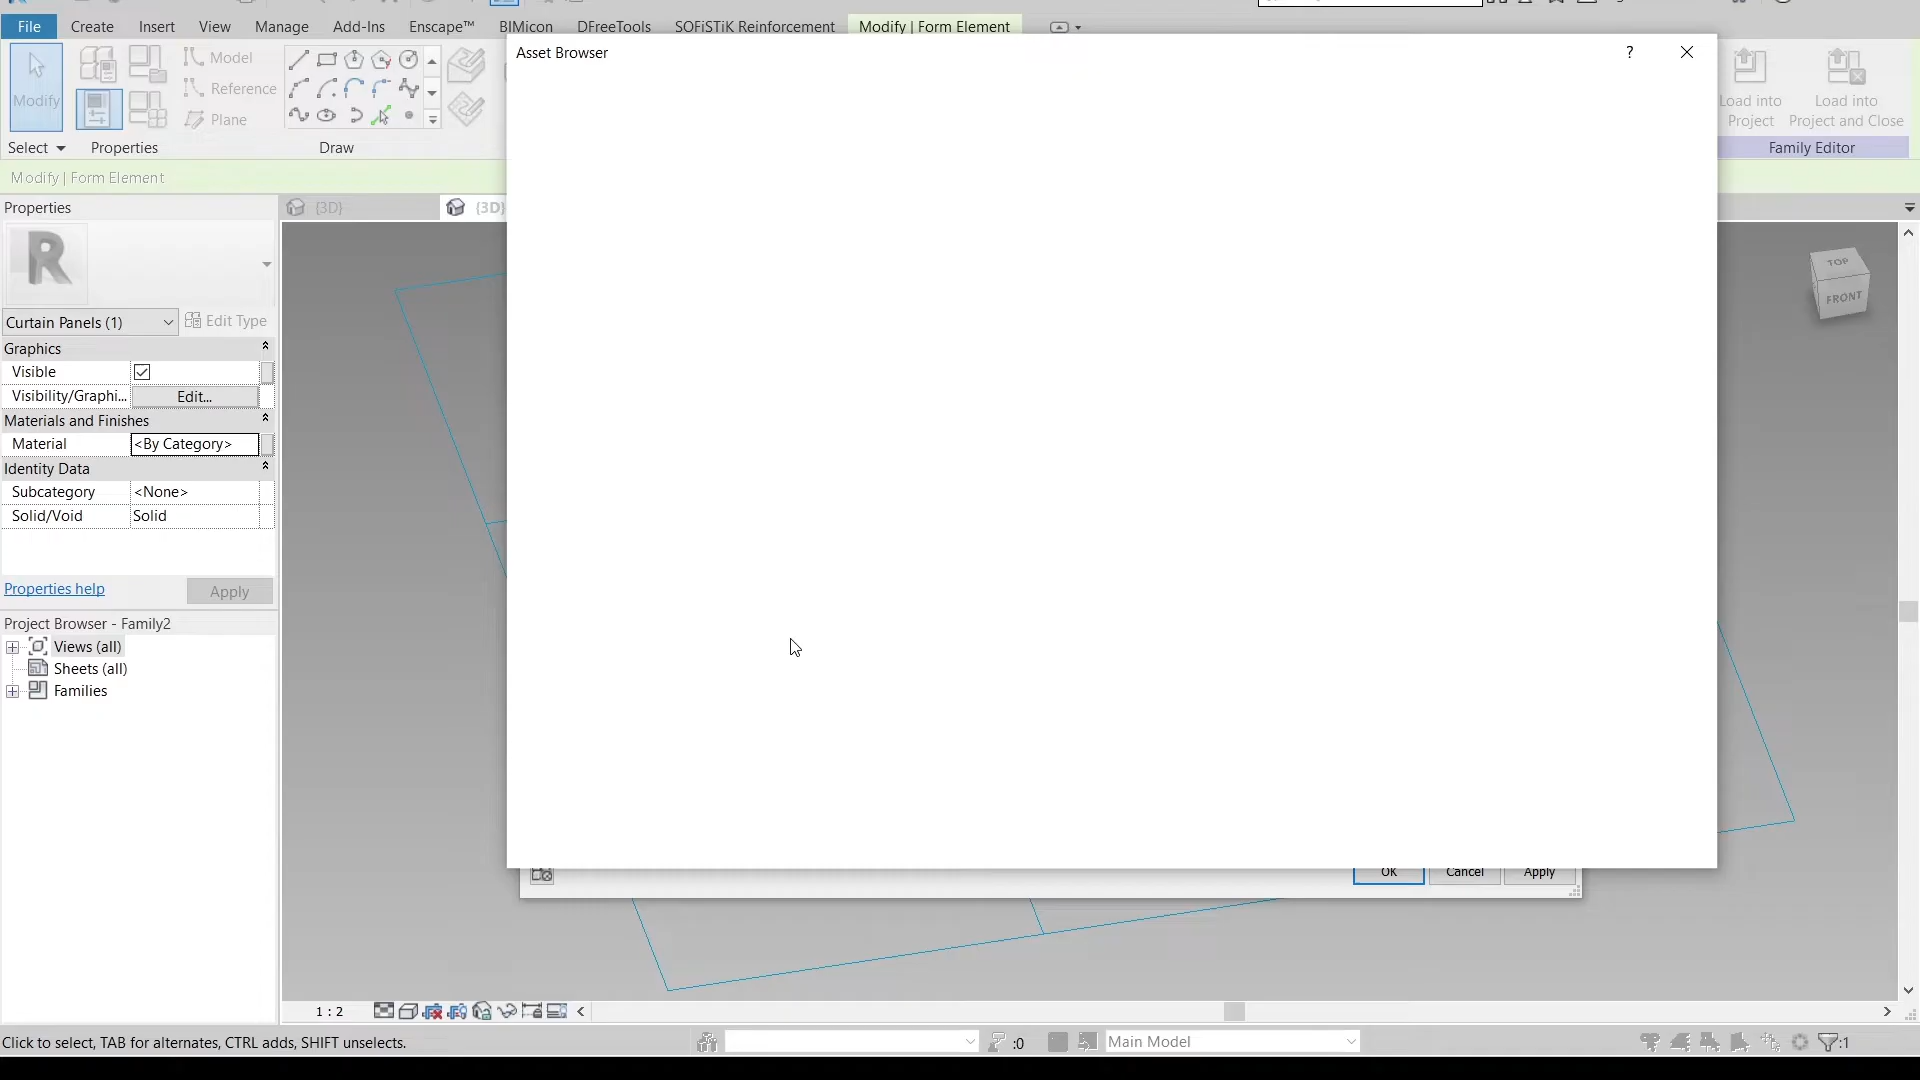 File Create Insert View Manage Add-Ins Enscape™ BIMicon DFreeTools SOFiSTiK Reinforcement Modify | Form Element
Asset Browser ?
Modify
Model
Reference
Plane
Load into Project
Load into Project and Close
Select Properties Draw Family Editor
Modify | Form Element
Properties
{3D} {3D}
R
TOP
FRONT
Curtain Panels (1) Edit Type
Graphics
Visible
Visibility/Graphi... Edit...
Materials and Finishes
Material <By Category>
Identity Data
Subcategory <None>
Solid/Void Solid
Properties help Apply
Project Browser - Family2
Views (all)
Sheets (all)
Families
OK Cancel Apply
1 : 2
Click to select, TAB for alternates, CTRL adds, SHIFT unselects. :0 Main Model :1